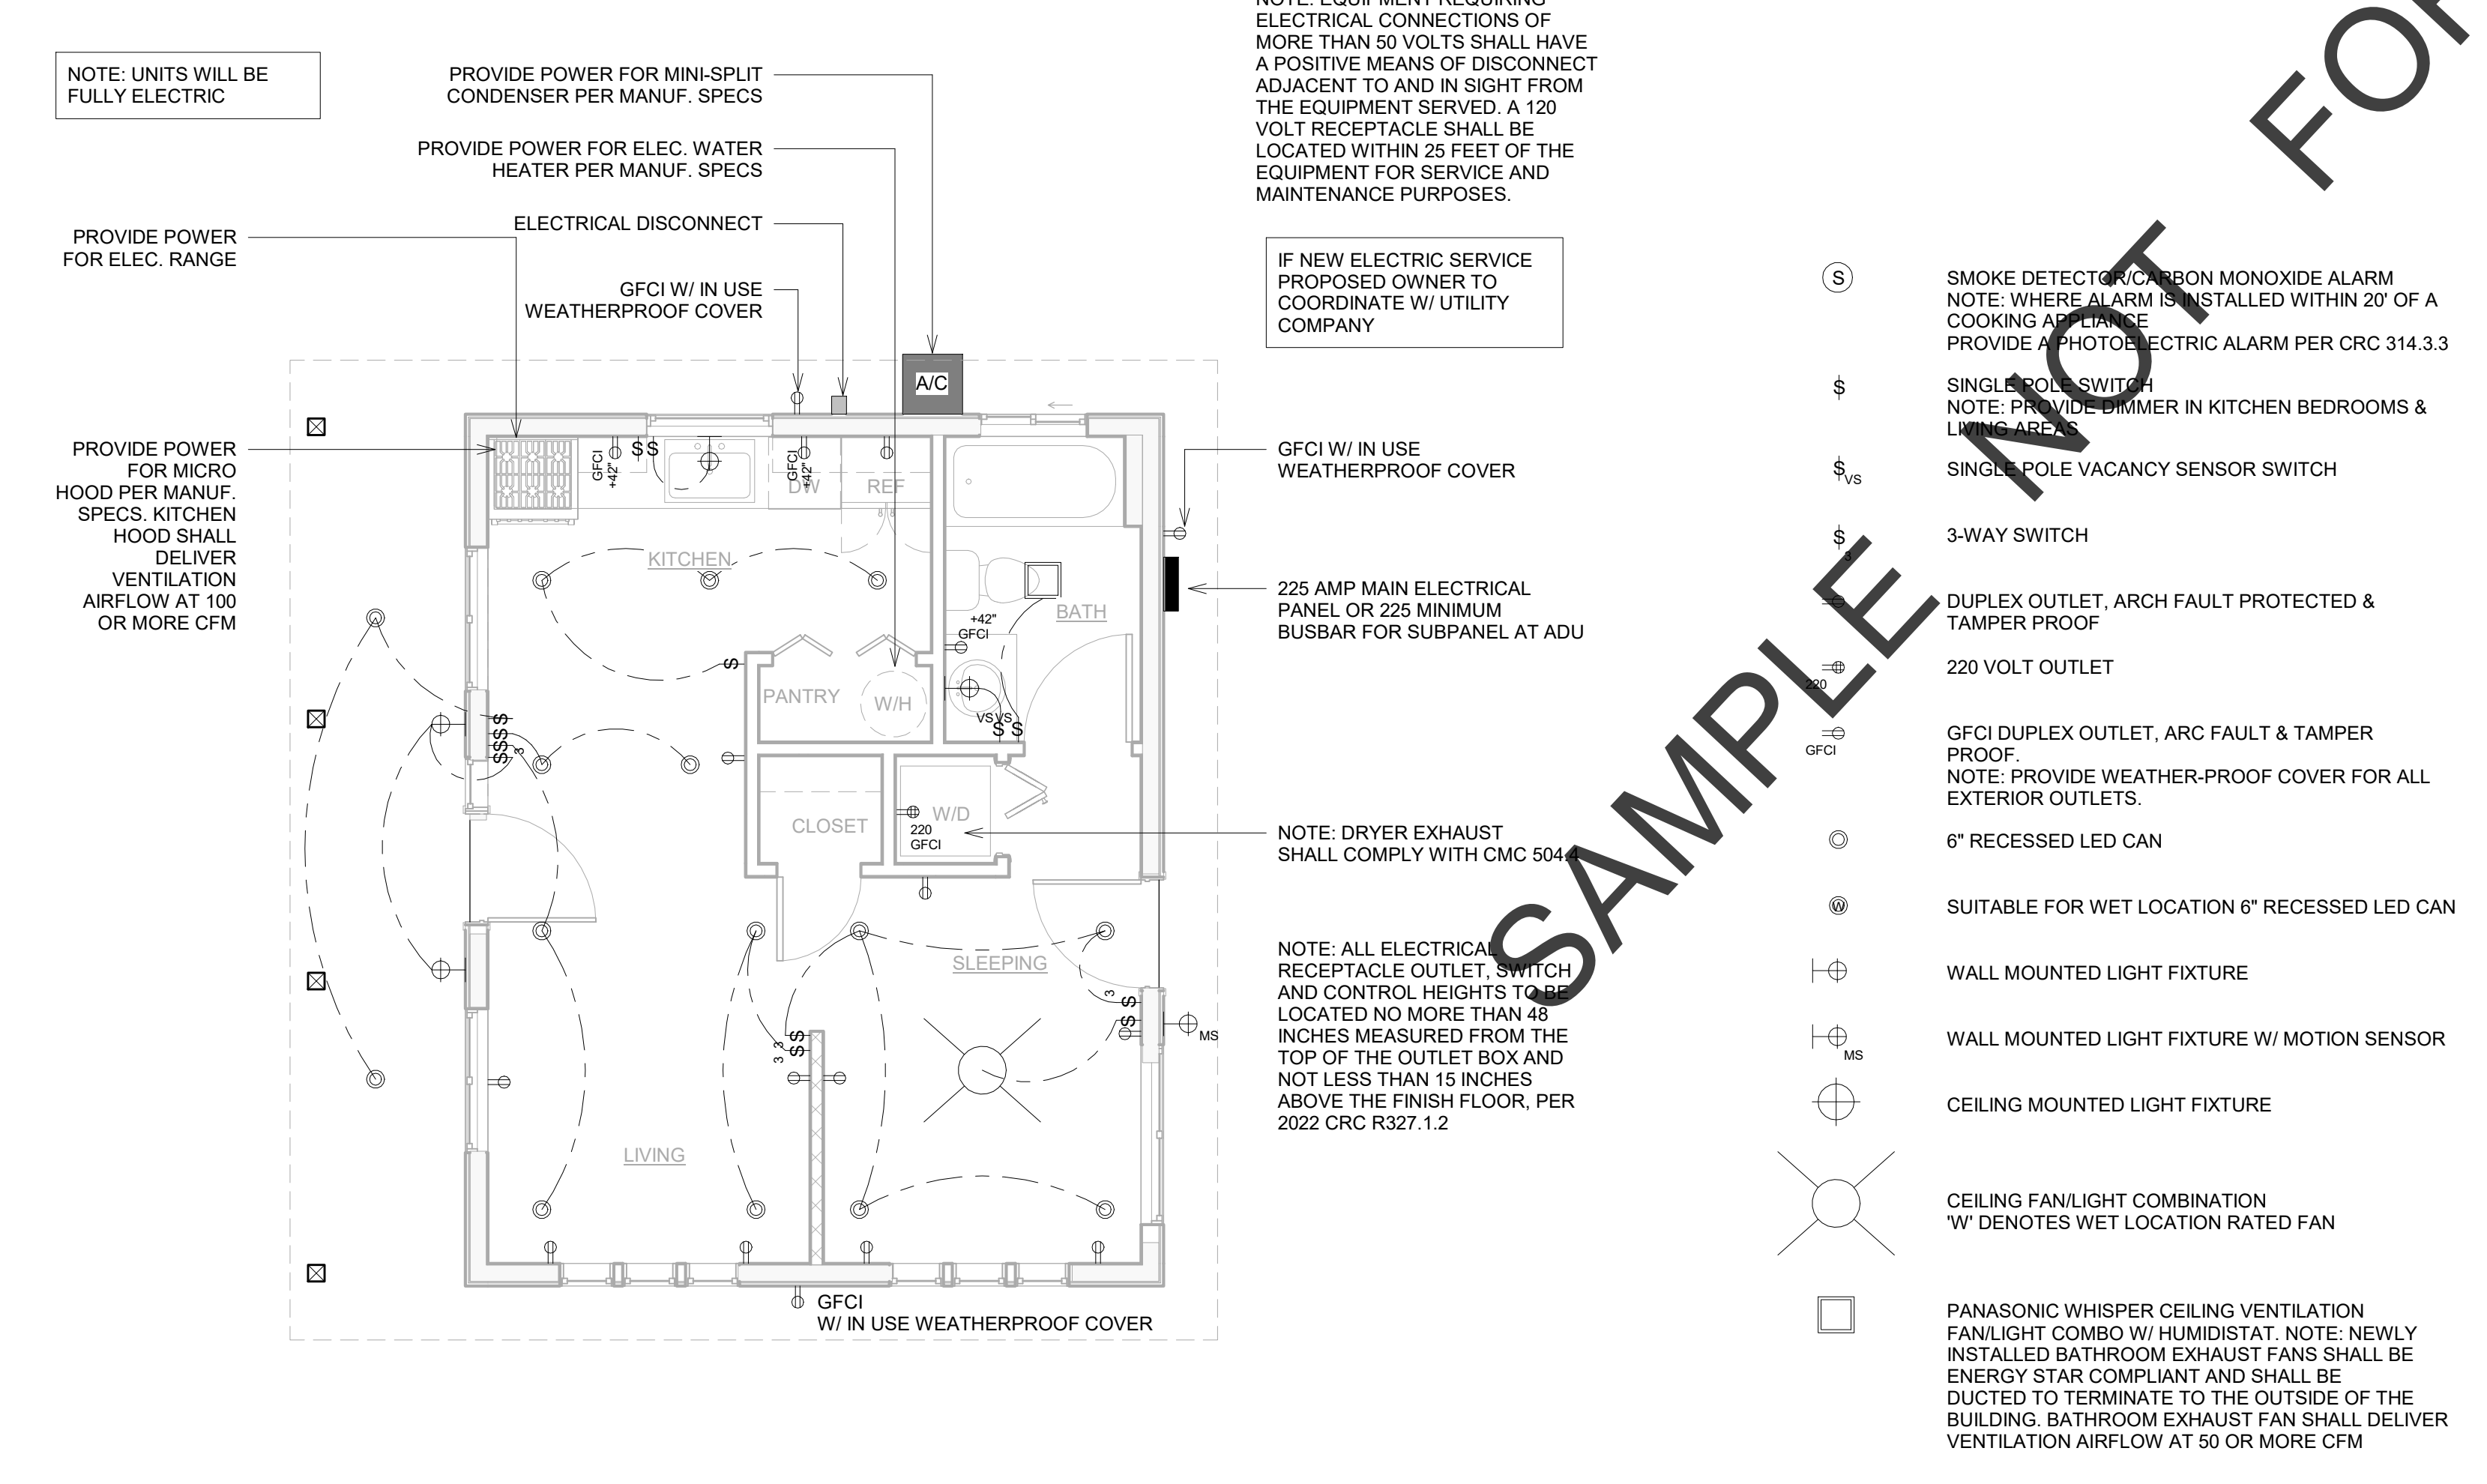 NOTE: UNITS WILL BE
FULLY ELECTRIC
PROVIDE POWER FOR MINI-SPLIT
CONDENSER PER MANUF. SPECS
PROVIDE POWER FOR ELEC. WATER
HEATER PER MANUF. SPECS
ELECTRICAL DISCONNECT
GFCI W/ IN USE
WEATHERPROOF COVER
PROVIDE POWER
FOR ELEC. RANGE
PROVIDE POWER
FOR MICRO
HOOD PER MANUF.
SPECS. KITCHEN
HOOD SHALL
DELIVER
VENTILATION
AIRFLOW AT 100
OR MORE CFM
NOTE: EQUIPMENT REQUIRING
ELECTRICAL CONNECTIONS OF
MORE THAN 50 VOLTS SHALL HAVE
A POSITIVE MEANS OF DISCONNECT
ADJACENT TO AND IN SIGHT FROM
THE EQUIPMENT SERVED. A 120
VOLT RECEPTACLE SHALL BE
LOCATED WITHIN 25 FEET OF THE
EQUIPMENT FOR SERVICE AND
MAINTENANCE PURPOSES.
IF NEW ELECTRIC SERVICE
PROPOSED OWNER TO
COORDINATE W/ UTILITY
COMPANY
A/C
GFCI
+42"
$$
GFCI
+42"
DW
REF
KITCHEN
BATH
+42"
GFCI
$
PANTRY
W/H
VS VS
$ $
$$$$
3
CLOSET
W/D
220
GFCI
SLEEPING
3 $
$
MS
3 $$
3 $$
LIVING
GFCI
W/ IN USE WEATHERPROOF COVER
GFCI W/ IN USE
WEATHERPROOF COVER
225 AMP MAIN ELECTRICAL
PANEL OR 225 MINIMUM
BUSBAR FOR SUBPANEL AT ADU
NOTE: DRYER EXHAUST
SHALL COMPLY WITH CMC 504.4
NOTE: ALL ELECTRICAL
RECEPTACLE OUTLET, SWITCH
AND CONTROL HEIGHTS TO BE
LOCATED NO MORE THAN 48
INCHES MEASURED FROM THE
TOP OF THE OUTLET BOX AND
NOT LESS THAN 15 INCHES
ABOVE THE FINISH FLOOR, PER
2022 CRC R327.1.2
S
SMOKE DETECTOR/CARBON MONOXIDE ALARM
NOTE: WHERE ALARM IS INSTALLED WITHIN 20' OF A
COOKING APPLIANCE
PROVIDE A PHOTOELECTRIC ALARM PER CRC 314.3.3
$
SINGLE POLE SWITCH
NOTE: PROVIDE DIMMER IN KITCHEN BEDROOMS &
LIVING AREAS
$ VS
SINGLE POLE VACANCY SENSOR SWITCH
$ 3
3-WAY SWITCH
DUPLEX OUTLET, ARCH FAULT PROTECTED &
TAMPER PROOF
220
220 VOLT OUTLET
GFCI
GFCI DUPLEX OUTLET, ARC FAULT & TAMPER
PROOF.
NOTE: PROVIDE WEATHER-PROOF COVER FOR ALL
EXTERIOR OUTLETS.
6" RECESSED LED CAN
W
SUITABLE FOR WET LOCATION 6" RECESSED LED CAN
WALL MOUNTED LIGHT FIXTURE
MS
WALL MOUNTED LIGHT FIXTURE W/ MOTION SENSOR
CEILING MOUNTED LIGHT FIXTURE
CEILING FAN/LIGHT COMBINATION
'W' DENOTES WET LOCATION RATED FAN
PANASONIC WHISPER CEILING VENTILATION
FAN/LIGHT COMBO W/ HUMIDISTAT. NOTE: NEWLY
INSTALLED BATHROOM EXHAUST FANS SHALL BE
ENERGY STAR COMPLIANT AND SHALL BE
DUCTED TO TERMINATE TO THE OUTSIDE OF THE
BUILDING. BATHROOM EXHAUST FAN SHALL DELIVER
VENTILATION AIRFLOW AT 50 OR MORE CFM
SAMPLE NOT FOR